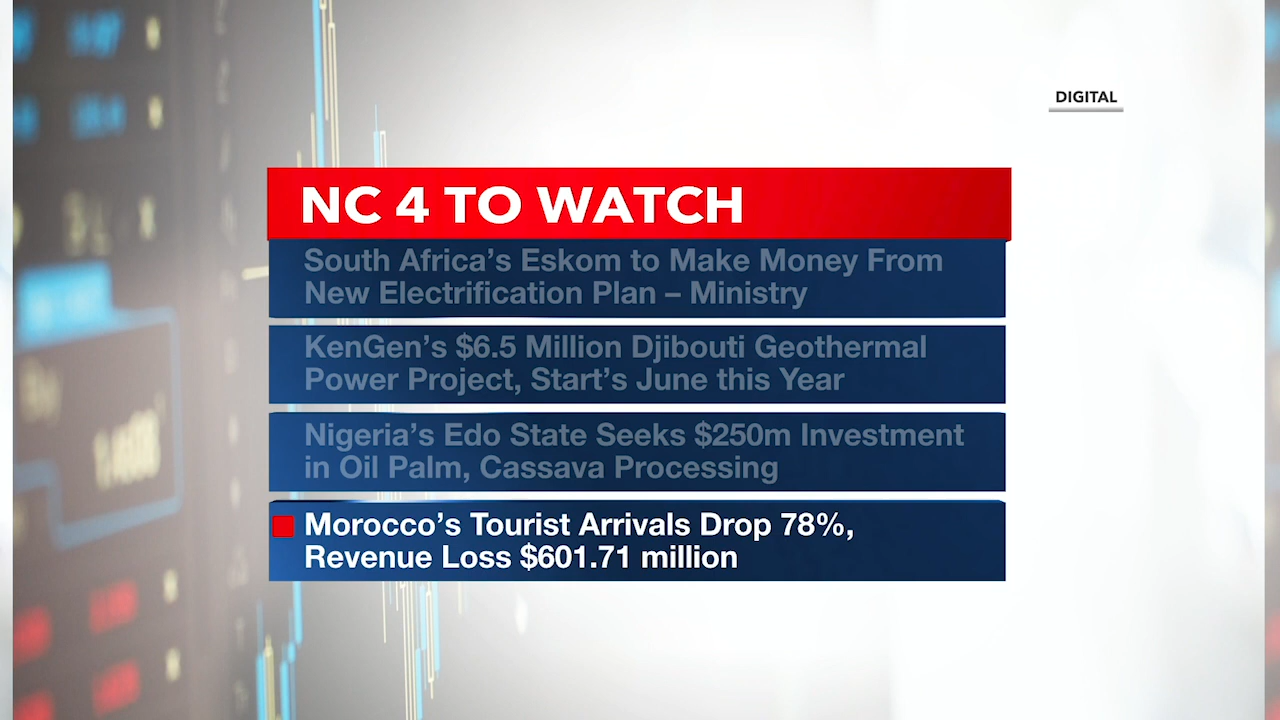 DIGITAL
NC 4 TO WATCH
South Africa’s Eskom to Make Money From
New Electrification Plan – Ministry
KenGen’s $6.5 Million Djibouti Geothermal
Power Project, Start’s June this Year
Nigeria’s Edo State Seeks $250m Investment
in Oil Palm, Cassava Processing
Morocco’s Tourist Arrivals Drop 78%,
Revenue Loss $601.71 million